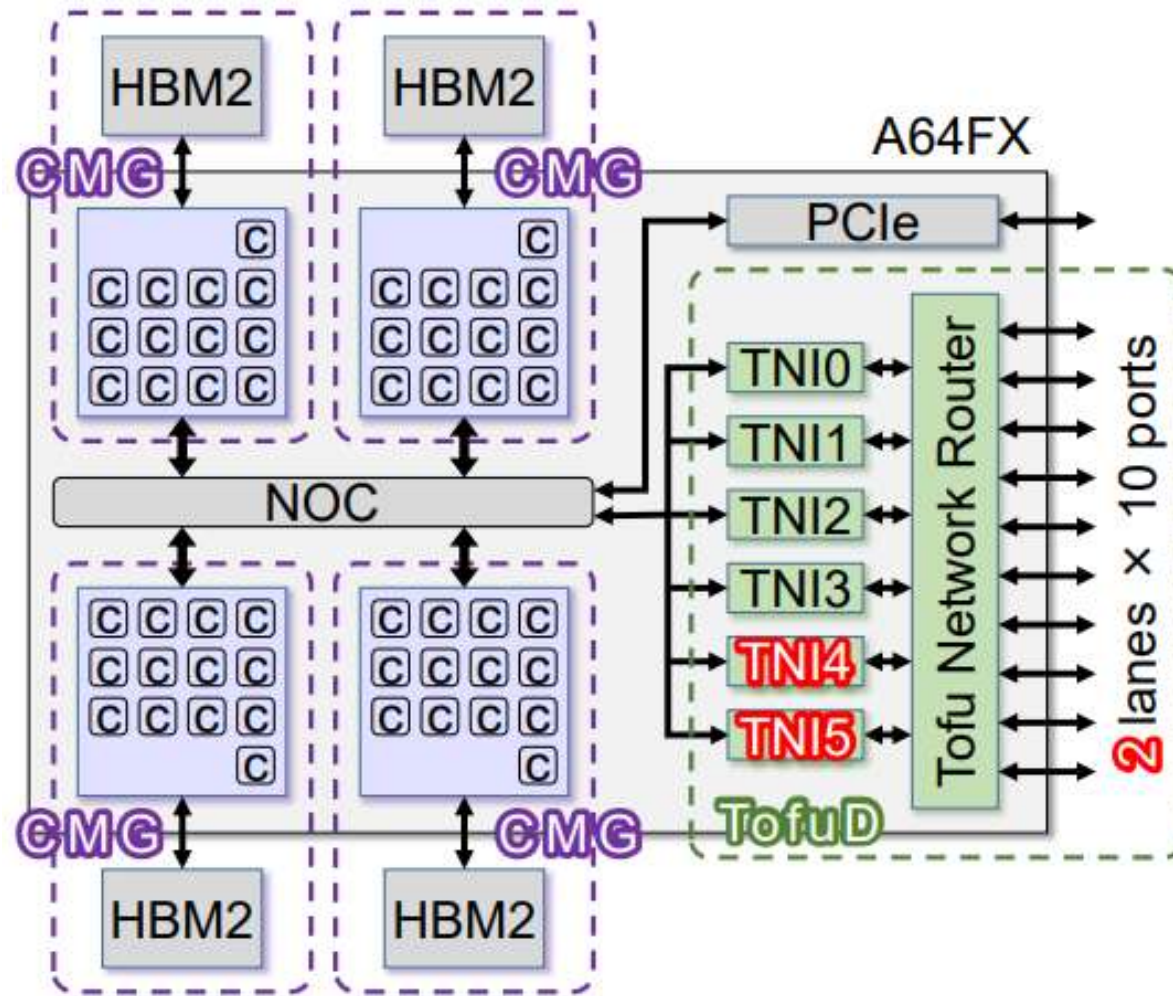 HBM2 HBM2
A64FX
CMG CMG
PCIe
C C
C C C C C C C C
C C C C C C C C
C C C C C C C C
TNI0
TNI1
NOC
TNI2
TNI3
TNI4
TNI5
Tofu Network Router
2 lanes × 10 ports
C C C C C C C C
C C C C C C C C
C C C C C C C C
C C
TofuD
CMG CMG
HBM2 HBM2